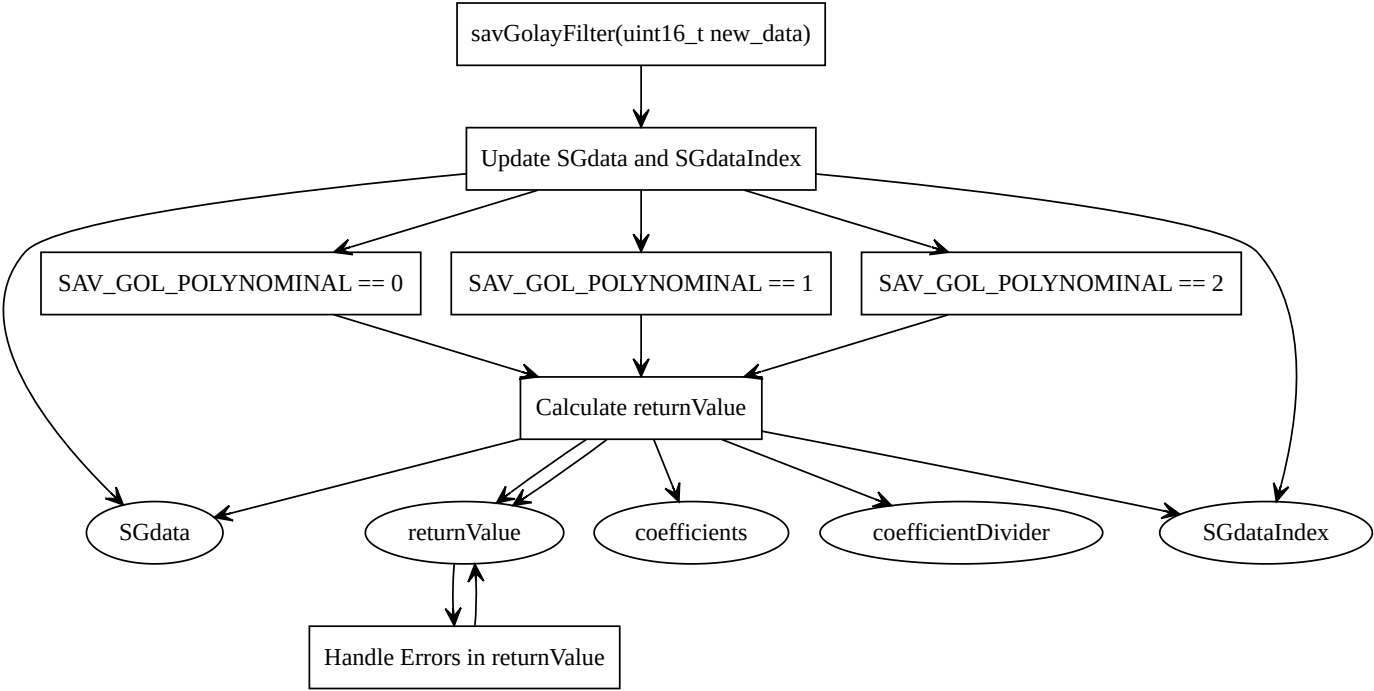 savGolayFilter(uint16_t new_data)
Update SGdata and SGdataIndex
SAV_GOL_POLYNOMINAL == 0
SAV_GOL_POLYNOMINAL == 1
SAV_GOL_POLYNOMINAL == 2
Calculate returnValue
SGdata
returnValue
coefficients
coefficientDivider
SGdataIndex
Handle Errors in returnValue